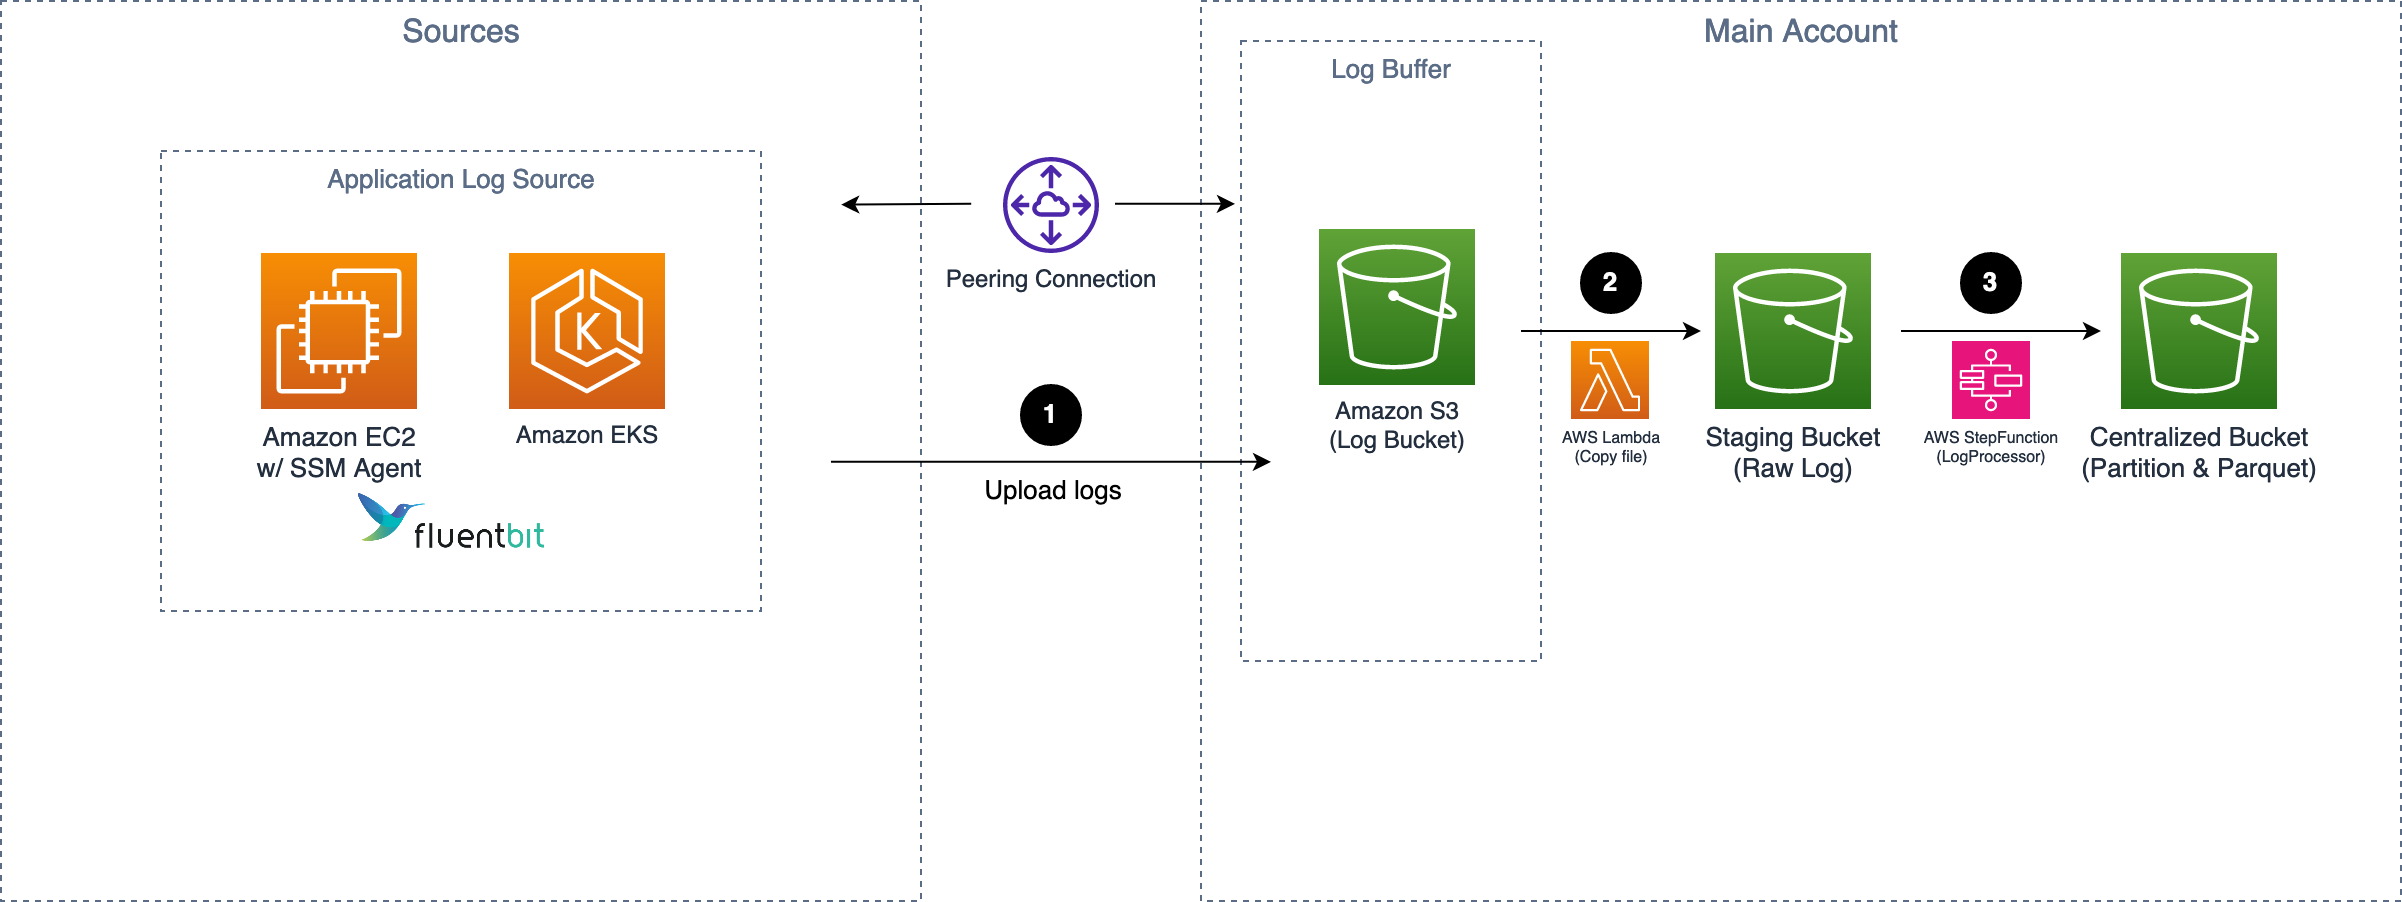 Sources
Application Log Source
Amazon EC2
w/ SSM Agent
Amazon EKS
fluentbit
Peering Connection
1
Upload logs
Main Account
Log Buffer
Amazon S3
(Log Bucket)
2
AWS Lambda
(Copy file)
Staging Bucket
(Raw Log)
3
AWS StepFunction
(LogProcessor)
Centralized Bucket
(Partition & Parquet)
K